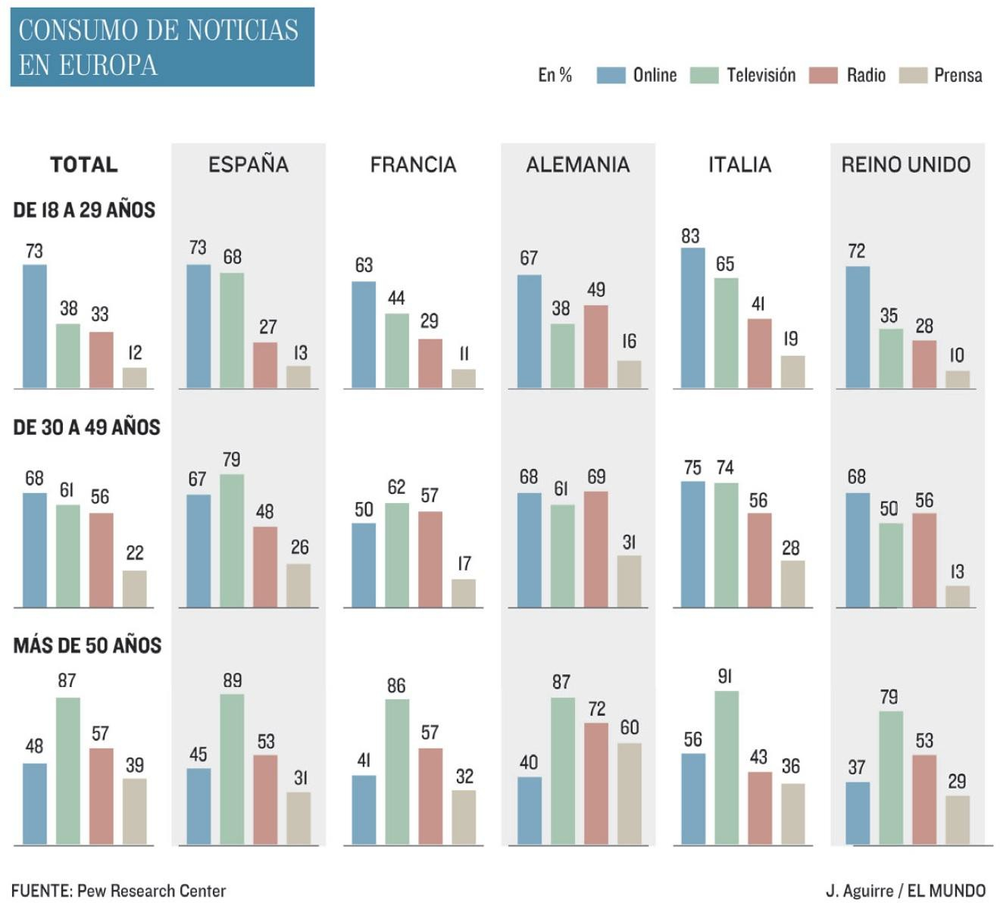 CONSUMO DE NOTICIAS
EN EUROPA
En % Online Televisión Radio Prensa
TOTAL ESPAÑA FRANCIA ALEMANIA ITALIA REINO UNIDO
DE 18 A 29 AÑOS
73 38 33 12 73 68 27 13 63 44 29 11 67 38 49 16 83 65 41 19 72 35 28 10
DE 30 A 49 AÑOS
68 61 56 22 67 79 48 26 50 62 57 17 68 61 69 31 75 74 56 28 68 50 56 13
MÁS DE 50 AÑOS
48 87 57 39 45 89 53 31 41 86 57 32 40 87 72 60 56 91 43 36 37 79 53 29
FUENTE: Pew Research Center J. Aguirre / EL MUNDO